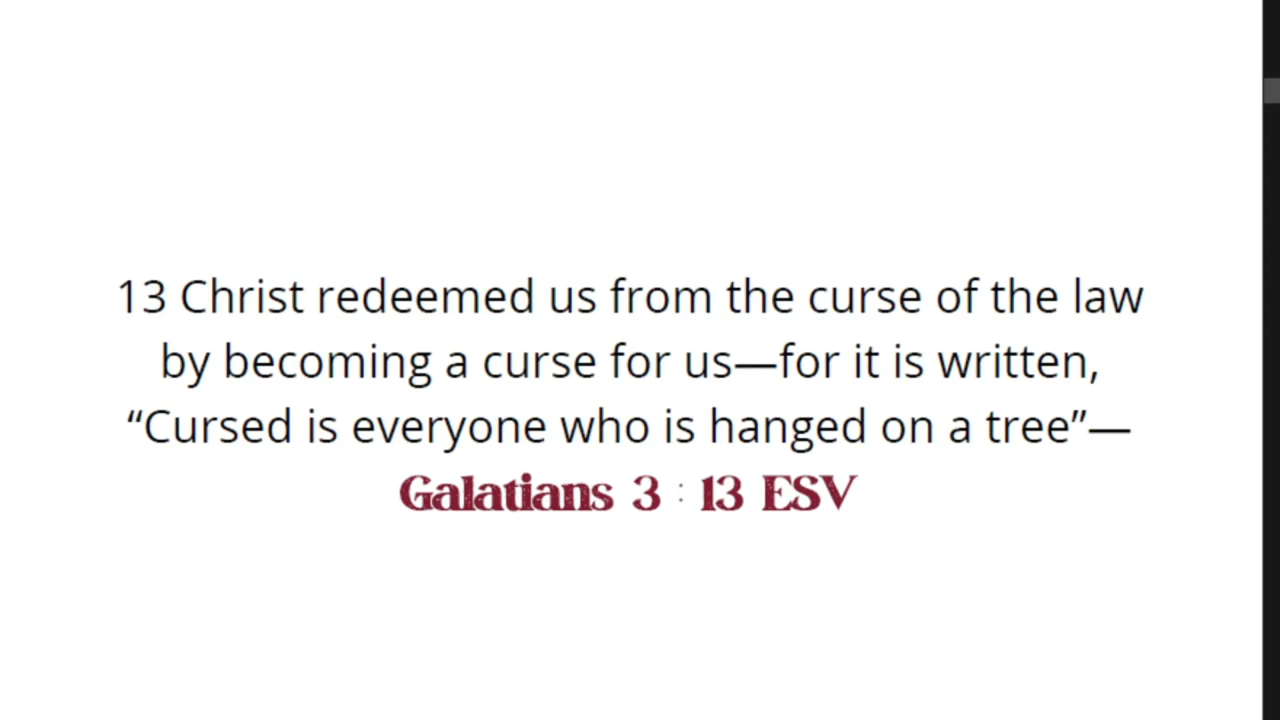 13 Christ redeemed us from the curse of the law
by becoming a curse for us—for it is written,
“Cursed is everyone who is hanged on a tree”—
Galatians 3 : 13 ESV